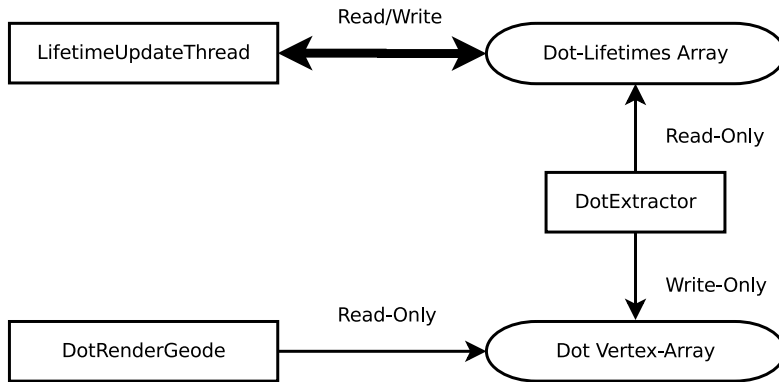 Read/Write
LifetimeUpdateThread
Dot-Lifetimes Array
Read-Only
DotExtractor
Write-Only
Read-Only
DotRenderGeode
Dot Vertex-Array